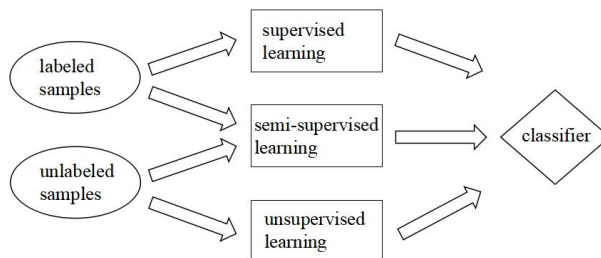 supervised
learning
labeled
samples
semi-supervised
learning
classifier
unlabeled
samples
unsupervised
learning